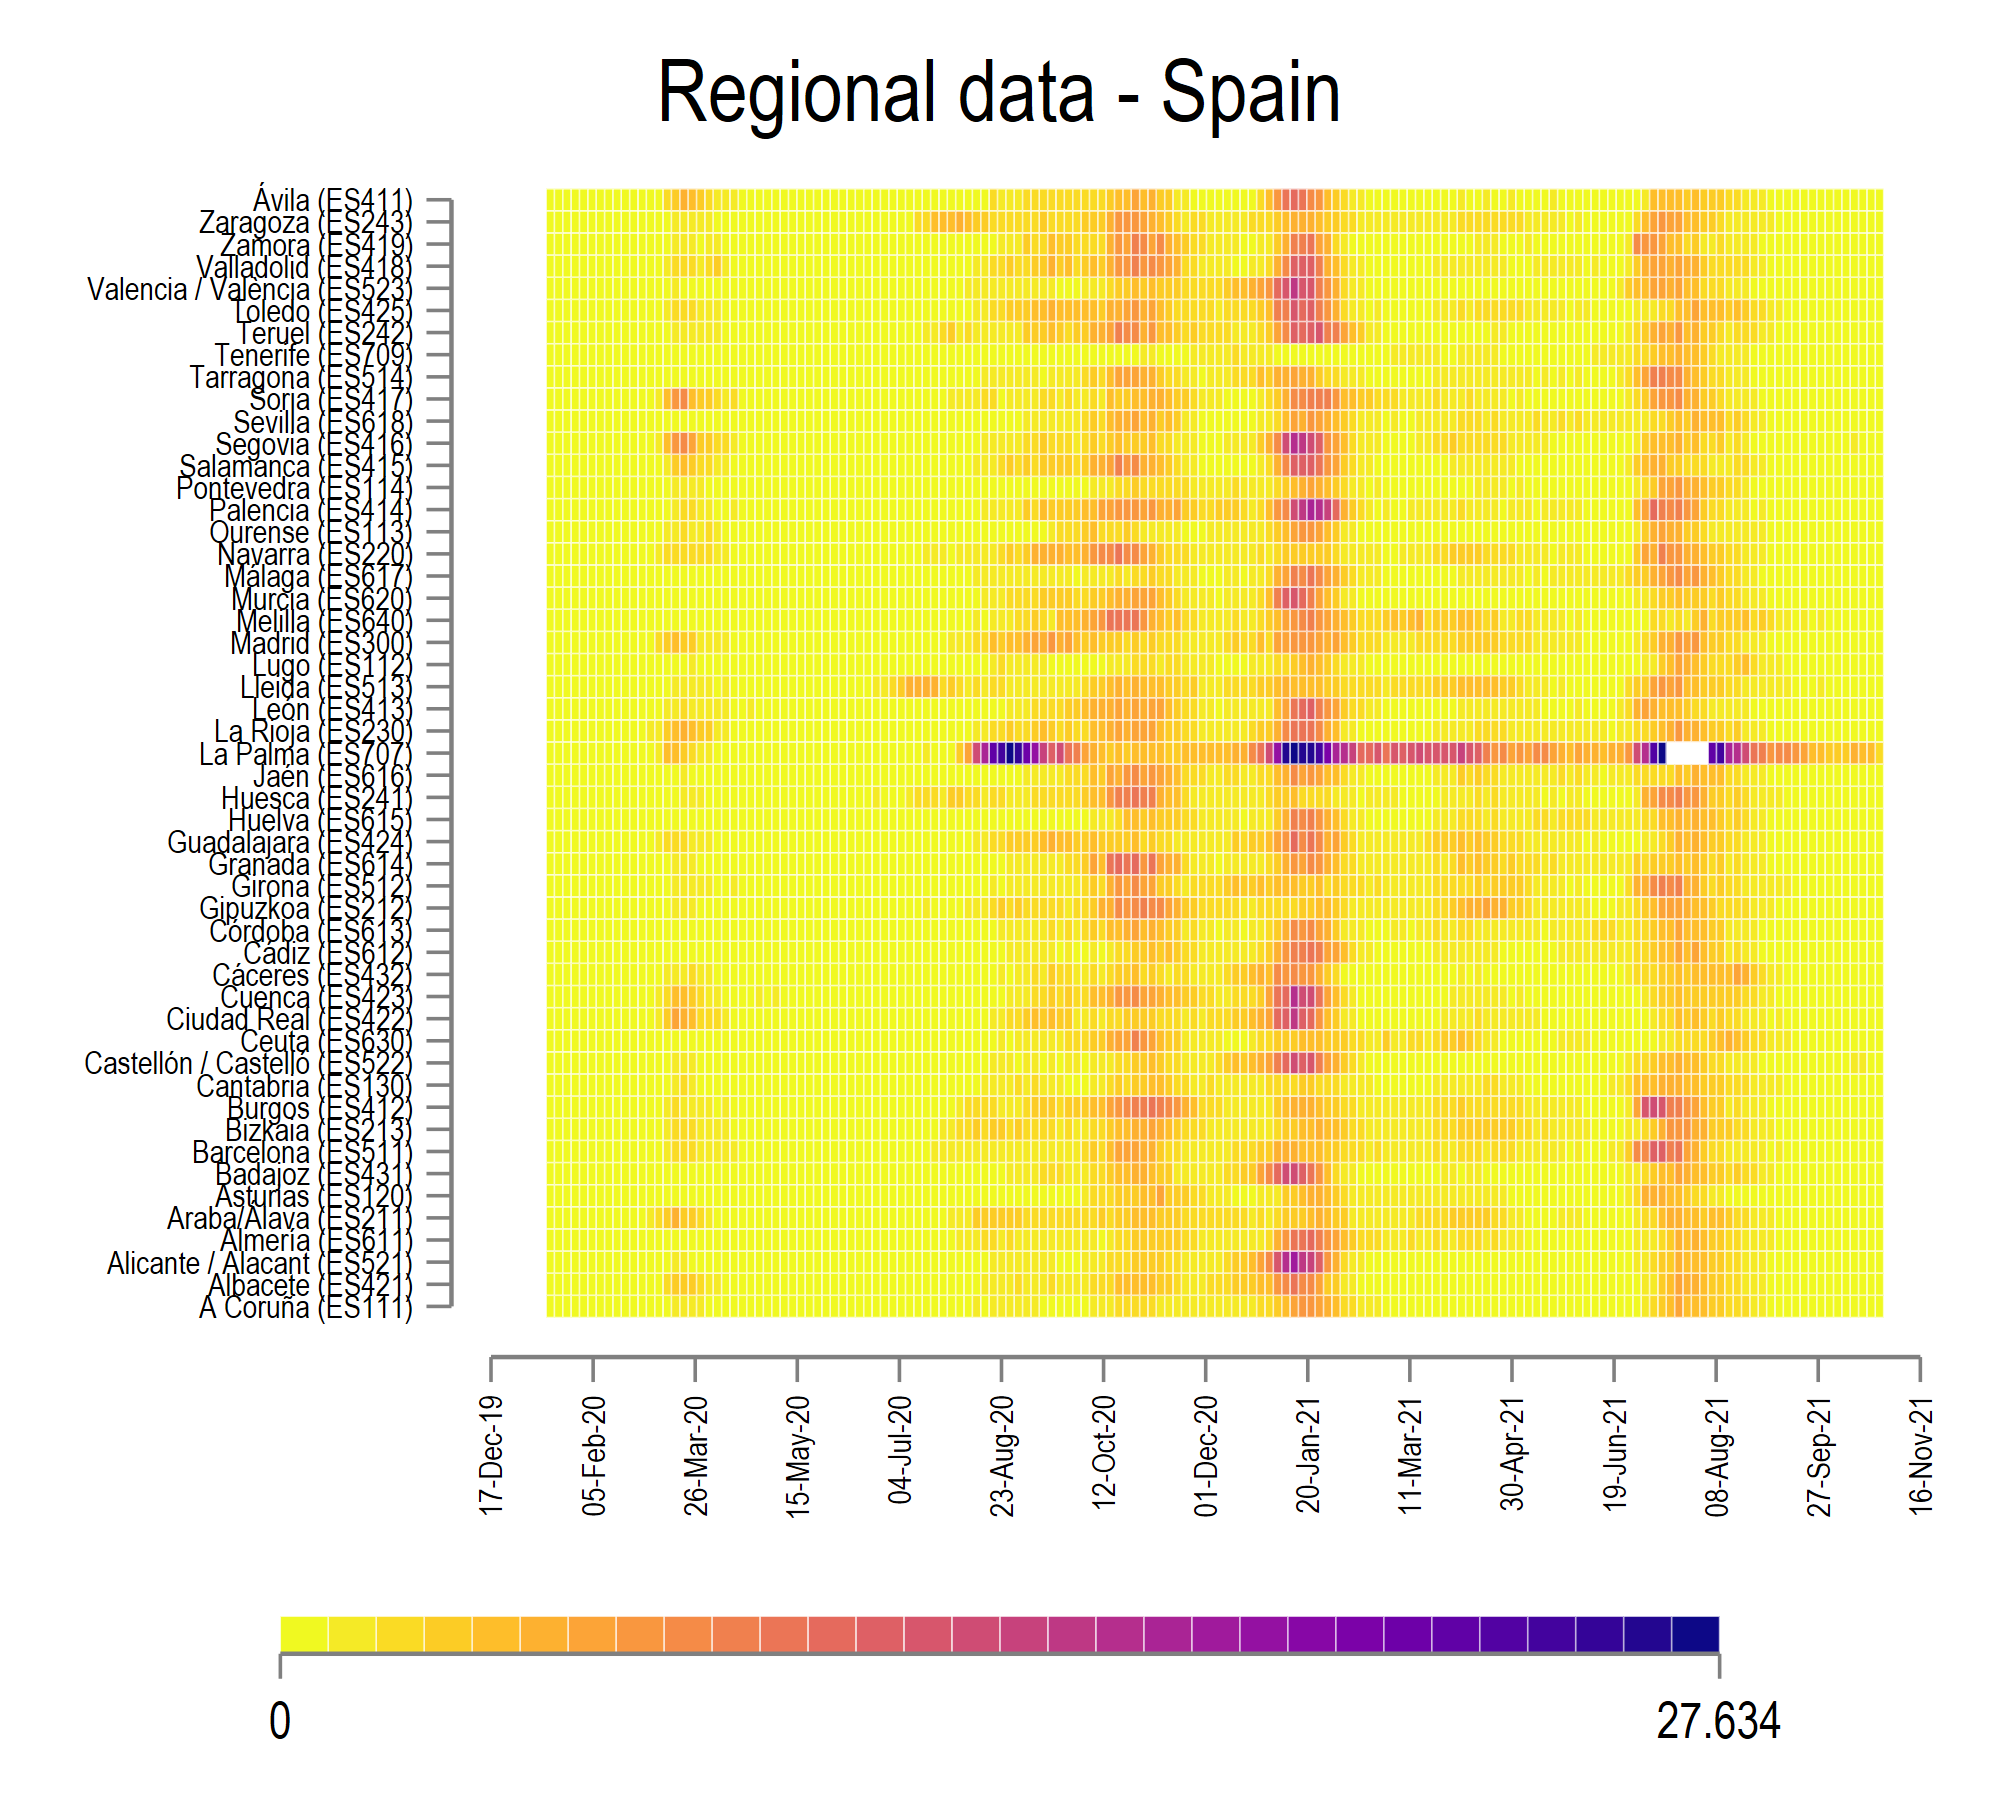 Regional data - Spain
Ávila (ES411)
Zaragoza (ES243)
Zamora (ES419)
Valladolid (ES418)
Valencia / València (ES523)
Toledo (ES425)
Teruel (ES242)
Tenerife (ES709)
Tarragona (ES514)
Soria (ES417)
Sevilla (ES618)
Segovia (ES416)
Salamanca (ES415)
Pontevedra (ES114)
Palencia (ES414)
Ourense (ES113)
Navarra (ES220)
Málaga (ES617)
Murcia (ES620)
Melilla (ES640)
Madrid (ES300)
Lugo (ES112)
Lleida (ES513)
León (ES413)
La Rioja (ES230)
La Palma (ES707)
Jaén (ES616)
Huesca (ES241)
Huelva (ES615)
Guadalajara (ES424)
Granada (ES614)
Girona (ES512)
Gipuzkoa (ES212)
Córdoba (ES613)
Cádiz (ES612)
Cáceres (ES432)
Cuenca (ES423)
Ciudad Real (ES422)
Ceuta (ES630)
Castellón / Castelló (ES522)
Cantabria (ES130)
Burgos (ES412)
Bizkaia (ES213)
Barcelona (ES511)
Badajoz (ES431)
Asturias (ES120)
Araba/Álava (ES211)
Almería (ES611)
Alicante / Alacant (ES521)
Albacete (ES421)
A Coruña (ES111)
17-Dec-19
05-Feb-20
26-Mar-20
15-May-20
04-Jul-20
23-Aug-20
12-Oct-20
01-Dec-20
20-Jan-21
11-Mar-21
30-Apr-21
19-Jun-21
08-Aug-21
27-Sep-21
16-Nov-21
0
27.634